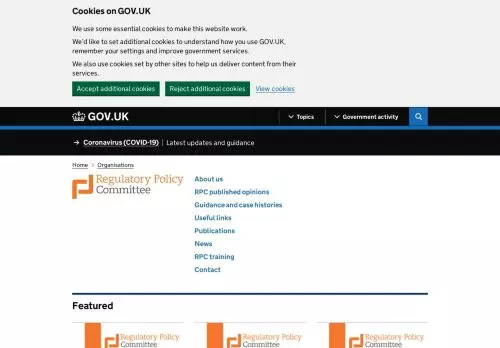 Cookies on GOV.UK
We use some essential cookies to make this website work.
We'd like to set additional cookies to understand how you use GOV.UK,
remember your settings and improve government services.
We also use cookies set by other sites to help us deliver content from their
services.
Accept additional cookies Reject additional cookies View cookies
GOV.UK Topics Government activity
→ Coronavirus (COVID-19) Latest updates and guidance
Home > Organisations
Regulatory Policy
Committee
About us
RPC published opinions
Guidance and case histories
Useful links
Publications
News
RPC training
Contact
Featured
Regulatory Policy Regulatory Policy Regulatory Policy
Committee Committee Committee